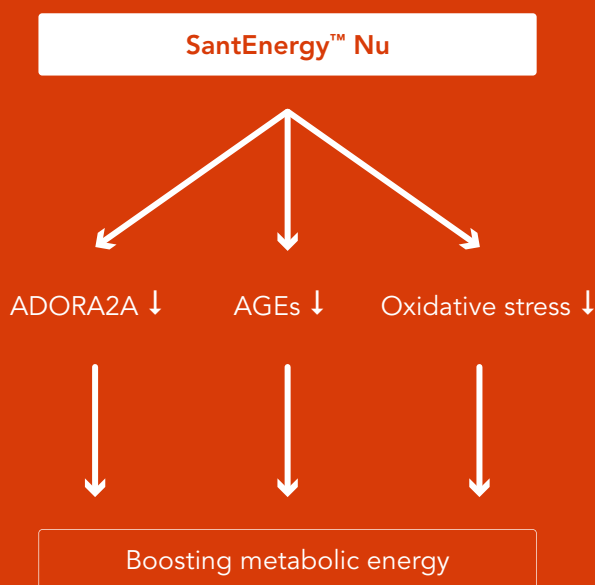 SantEnergy™ Nu
ADORA2A ↓ AGEs ↓ Oxidative stress ↓
Boosting metabolic energy